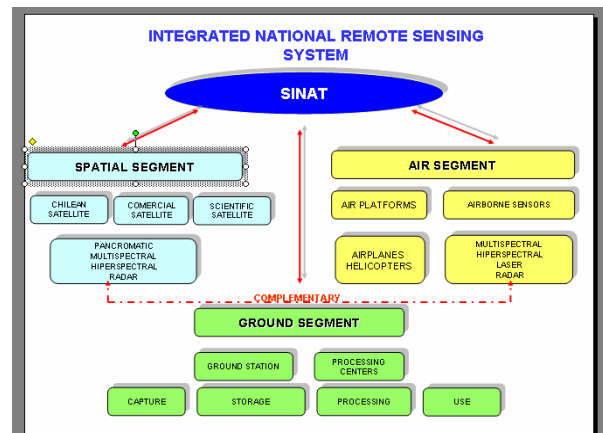 INTEGRATED NATIONAL REMOTE SENSING
SYSTEM
SINAT
SPATIAL SEGMENT
AIR SEGMENT
CHILEAN
SATELLITE
COMERCIAL
SATELLITE
SCIENTIFIC
SATELLITE
AIR PLATFORMS
AIRBORNE SENSORS
PANCROMATIC
MULTISPECTRAL
HIPERSPECTRAL
RADAR
AIRPLANES
HELICOPTERS
MULTISPECTRAL
HIPERSPECTRAL
LASER
RADAR
COMPLEMENTARY
GROUND SEGMENT
GROUND STATION
PROCESSING
CENTERS
CAPTURE
STORAGE
PROCESSING
USE